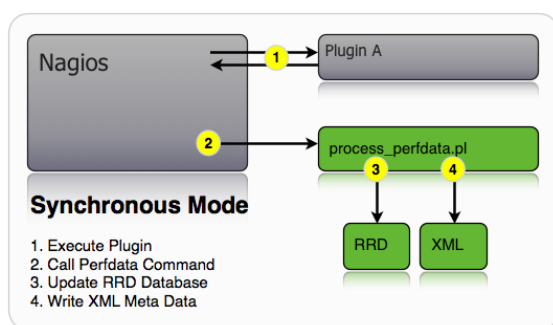 Nagios
1
Plugin A
2
process_perfdata.pl
3
4
RRD
XML
Synchronous Mode
1. Execute Plugin
2. Call Perfdata Command
3. Update RRD Database
4. Write XML Meta Data